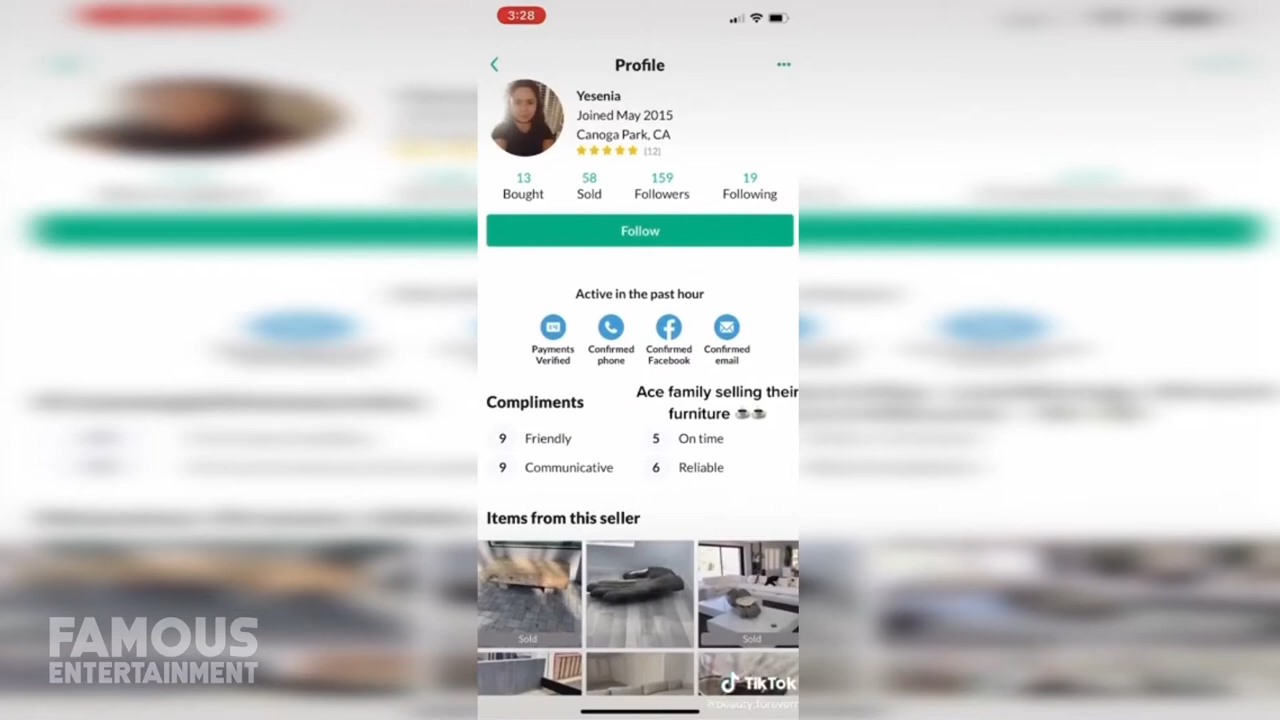 3:28
Profile
Yesenia
Joined May 2015
Canoga Park, CA
(12)
13 58 159 19
Bought Sold Followers Following
Follow
Active in the past hour
Payments Verified
Confirmed phone
Confirmed Facebook
Confirmed email
Ace family selling their
furniture ☕☕
Compliments
9 Friendly 5 On time
9 Communicative 6 Reliable
Items from this seller
Sold Sold
TikTok
FAMOUS
ENTERTAINMENT